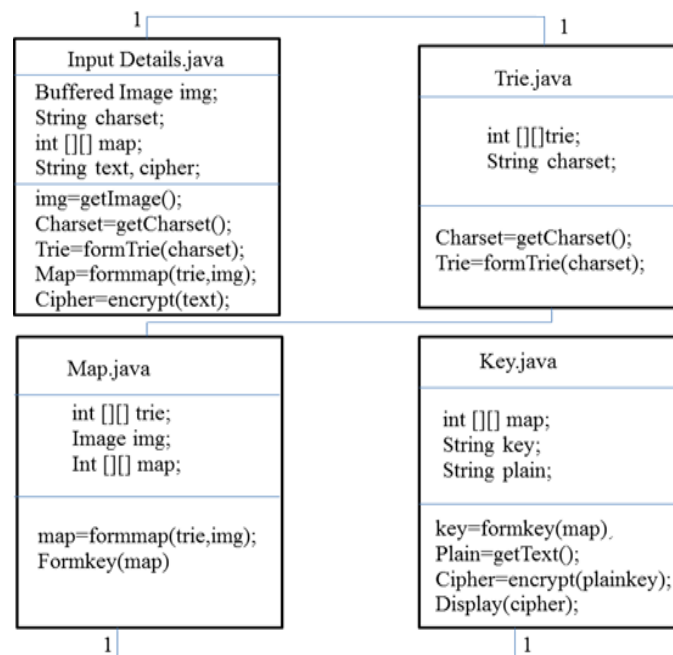 1
1
Input Details.java
Buffered Image img;
String charset;
int [][] map;
String text, cipher;
img=getImage();
Charset=getCharset();
Trie=formTrie(charset);
Map=formmap(trie,img);
Cipher=encrypt(text);
Trie.java
int [][]trie;
String charset;
Charset=getCharset();
Trie=formTrie(charset);
Map.java
int [][] trie;
Image img;
Int [][] map;
map=formmap(trie,img);
Formkey(map)
Key.java
int [][] map;
String key;
String plain;
key=formkey(map).
Plain=getText();
Cipher=encrypt(plainkey);
Display(cipher);
1
1